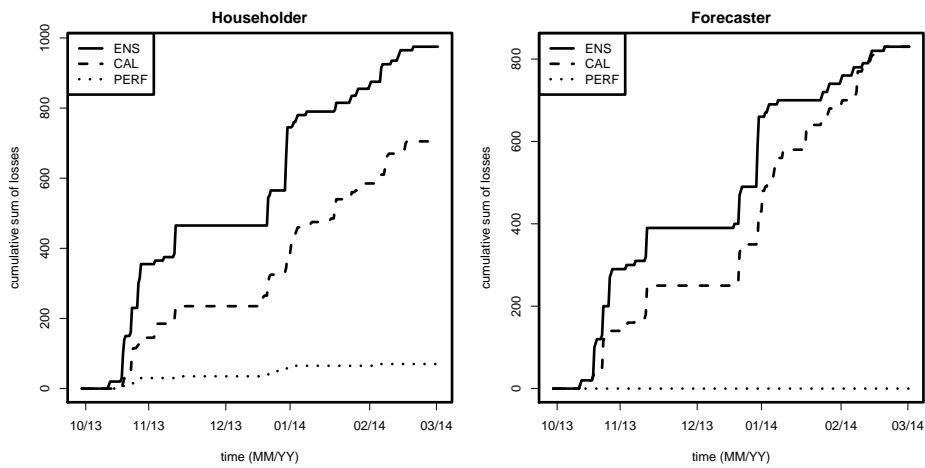 Householder
ENS
CAL
PERF
cumulative sum of losses
0
200
400
600
800
1000
10/13
11/13
12/13
01/14
02/14
03/14
time (MM/YY)
Forecaster
ENS
CAL
PERF
cumulative sum of losses
0
200
400
600
800
10/13
11/13
12/13
01/14
02/14
03/14
time (MM/YY)